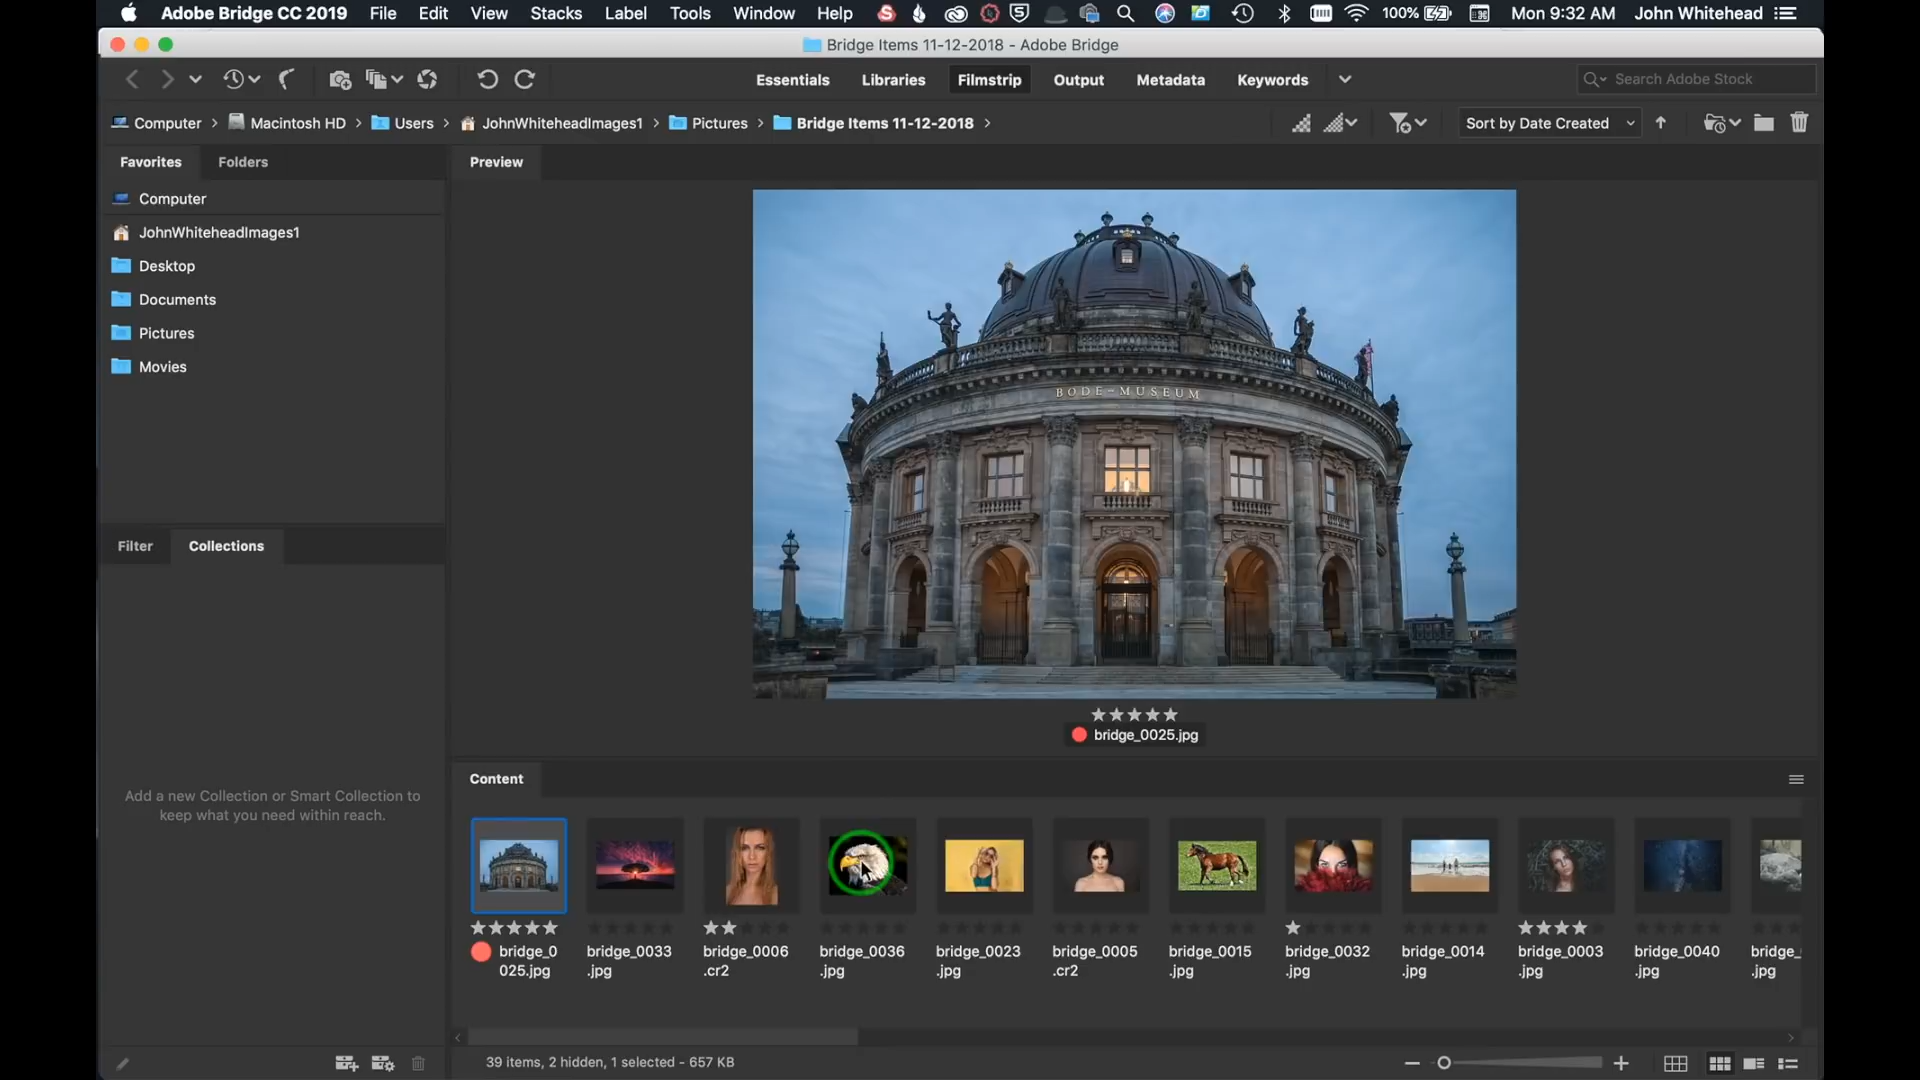 Adobe Bridge CC 2019 File Edit View Stacks Label Tools Window Help 100% Mon 9:32 AM John Whitehead
Bridge Items 11-12-2018 - Adobe Bridge
Essentials Libraries Filmstrip Output Metadata Keywords Search Adobe Stock
Computer Macintosh HD Users JohnWhiteheadImages1 Pictures Bridge Items 11-12-2018 Sort by Date Created
Favorites Folders
Preview
Computer
JohnWhiteheadImages1
Desktop
Documents
Pictures
Movies
BODE-MUSEUM
bridge_0025.jpg
Filter Collections
Add a new Collection or Smart Collection to
keep what you need within reach.
Content
bridge_0
025.jpg
bridge_0033
.jpg
bridge_0006
.cr2
bridge_0036
.jpg
bridge_0023
.jpg
bridge_0005
.cr2
bridge_0015
.jpg
bridge_0032
.jpg
bridge_0014
.jpg
bridge_0003
.jpg
bridge_0040
.jpg
bridge_
.jpg
39 items, 2 hidden, 1 selected - 657 KB